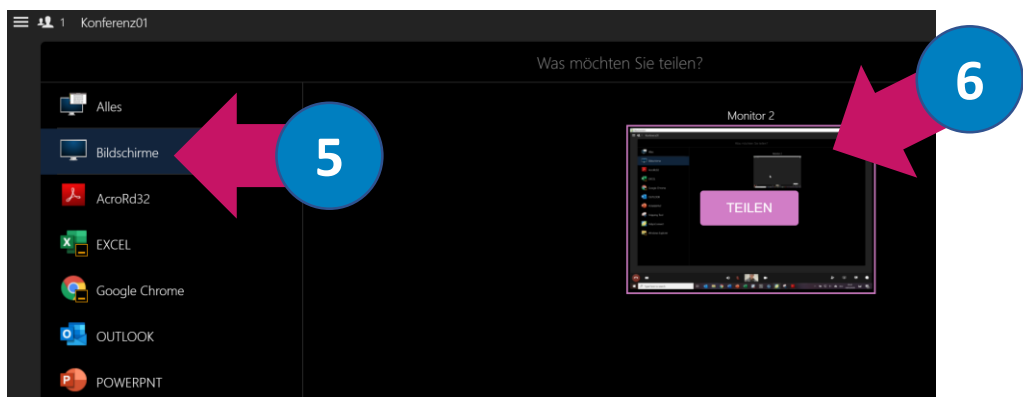 1 Konferenz01
Was möchten Sie teilen?
Alles
Bildschirme
AcroRd32
EXCEL
Google Chrome
OUTLOOK
POWERPNT
5
Monitor 2
TEILEN
6